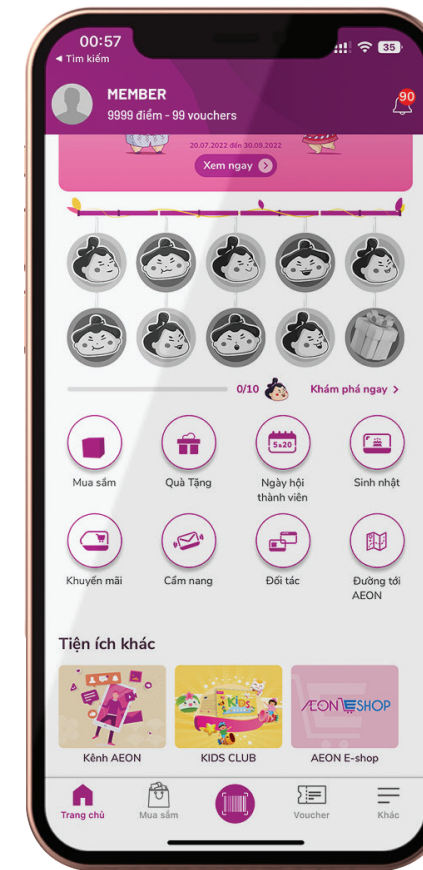 00:57
35
◄ Tìm kiếm
MEMBER
9999 điểm - 99 vouchers
90
20.07.2022 đến 30.09.2022
Xem ngay
0/10
Khám phá ngay >
5&20
Mua sắm
Quà Tặng
Ngày hội
thành viên
Sinh nhật
Khuyến mãi
Cẩm nang
Đối tác
Đường tới
AEON
Tiện ích khác
Kids
CLUB
ÆON ESHOP
Kênh AEON
KIDS CLUB
AEON E-shop
Trang chủ
Mua sắm
Voucher
Khác